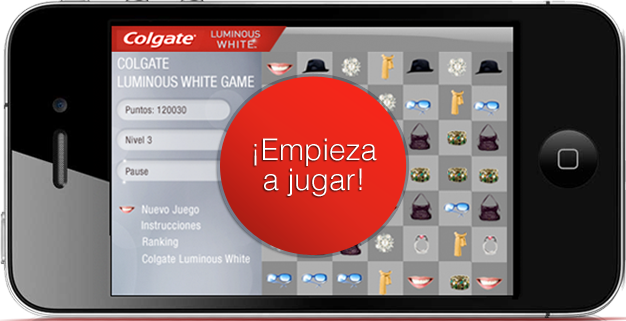 Colgate
LUMINOUS
WHITE
COLGATE
LUMINOUS WHITE GAME
Puntos: 120030
Nivel 3
Pause
Nuevo Juego
Instrucciones
Ranking
Colgate Luminous White
¡Empieza
a jugar!